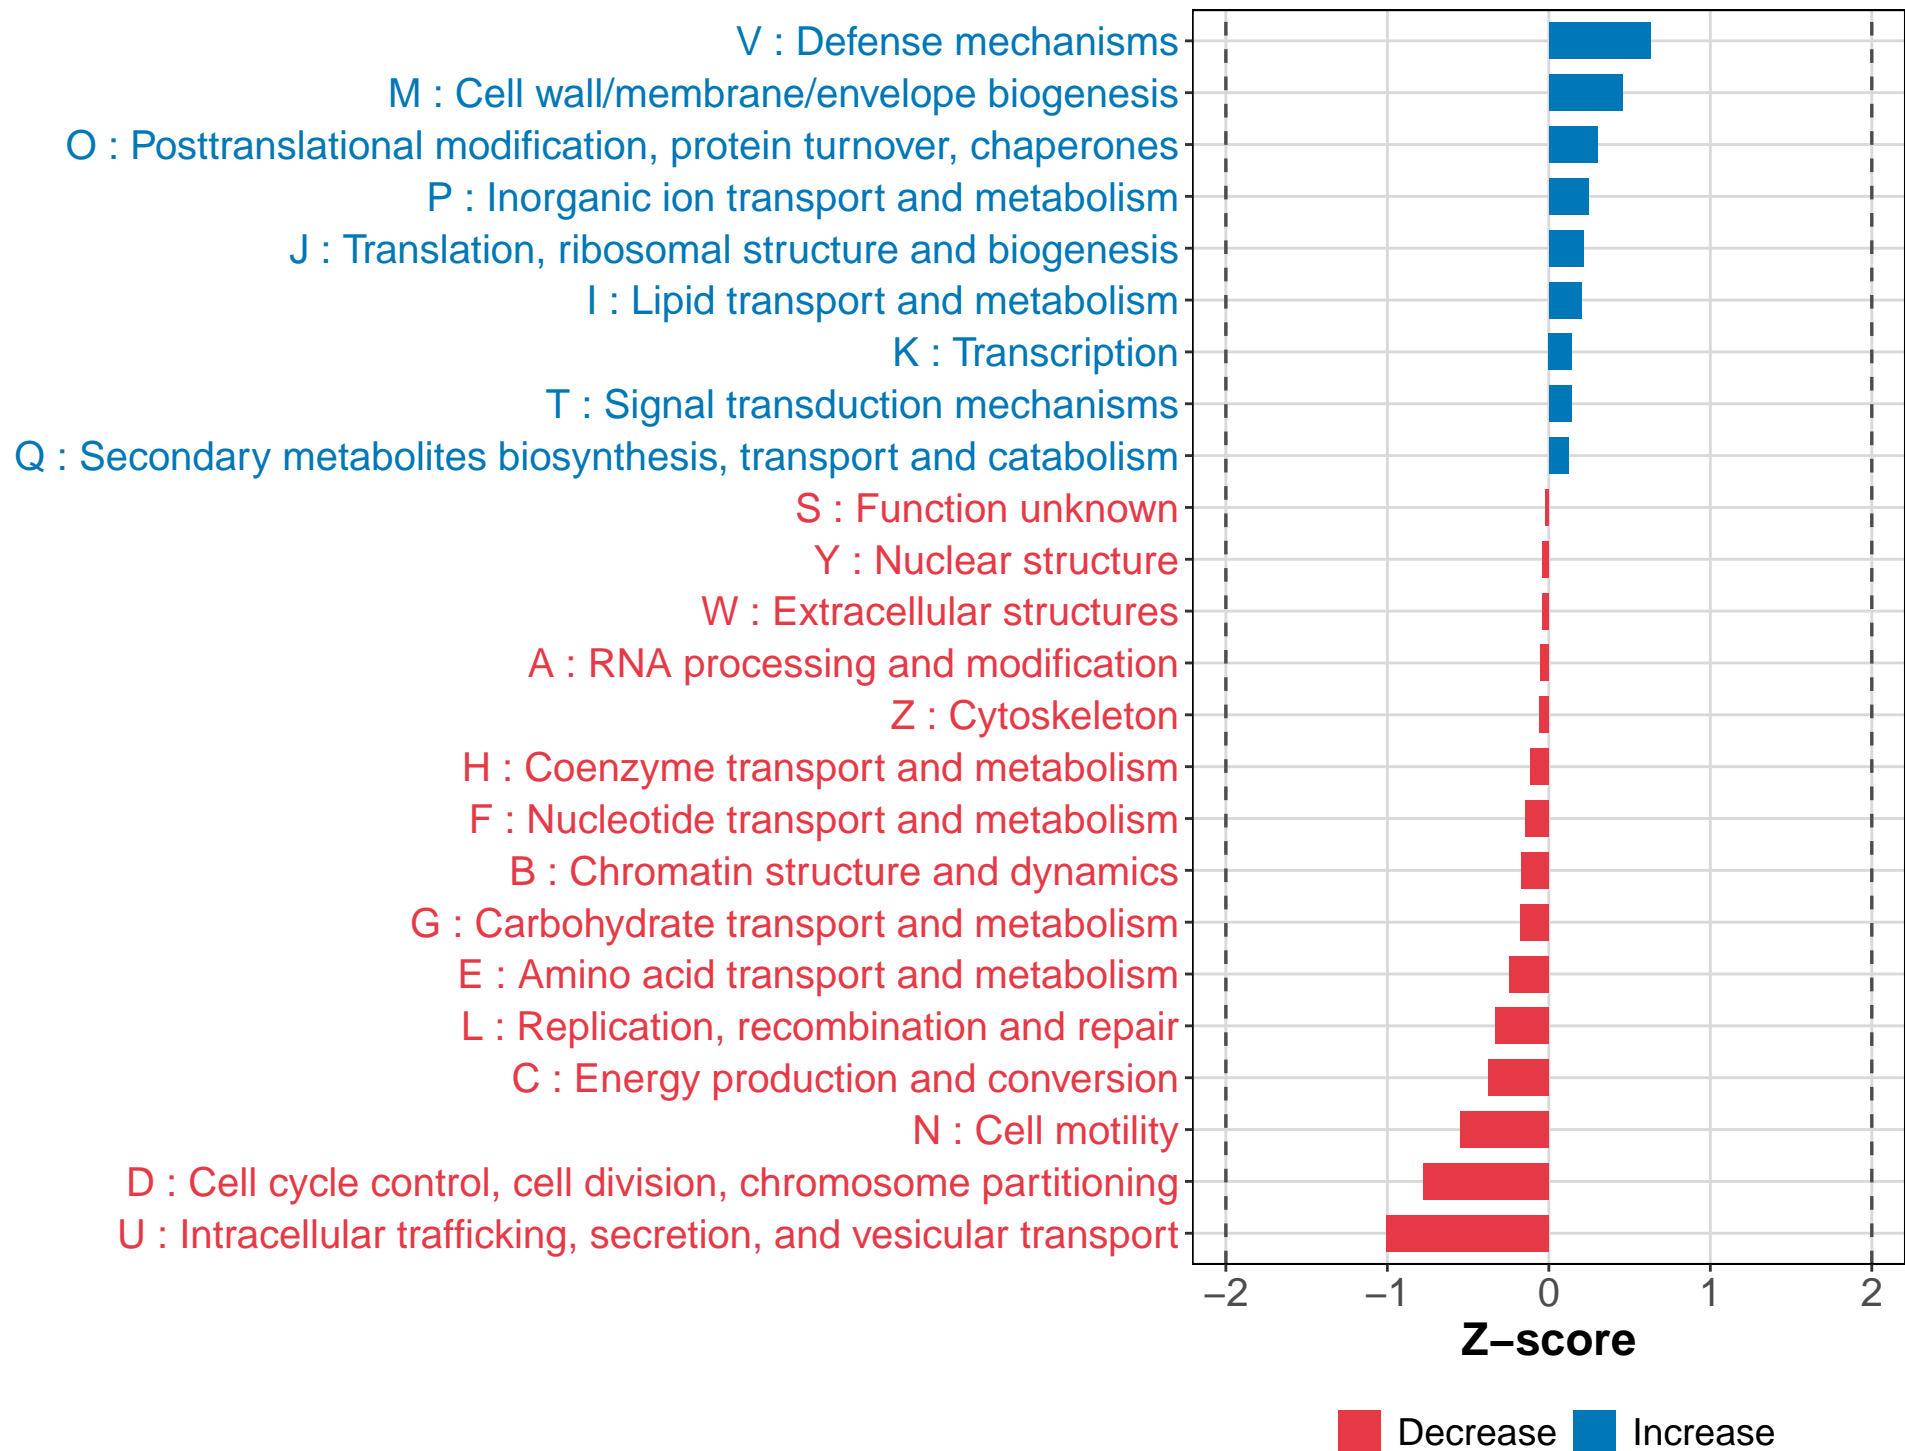 V : Defense mechanisms
M : Cell wall/membrane/envelope biogenesis
O : Posttranslational modification, protein turnover, chaperones
P : Inorganic ion transport and metabolism
J : Translation, ribosomal structure and biogenesis
I : Lipid transport and metabolism
K : Transcription
T : Signal transduction mechanisms
Q : Secondary metabolites biosynthesis, transport and catabolism
S : Function unknown
Y : Nuclear structure
W : Extracellular structures
A : RNA processing and modification
Z : Cytoskeleton
H : Coenzyme transport and metabolism
F : Nucleotide transport and metabolism
B : Chromatin structure and dynamics
G : Carbohydrate transport and metabolism
E : Amino acid transport and metabolism
L : Replication, recombination and repair
C : Energy production and conversion
N : Cell motility
D : Cell cycle control, cell division, chromosome partitioning
U : Intracellular trafficking, secretion, and vesicular transport
−2 −1 0 1 2
Z−score
Decrease Increase